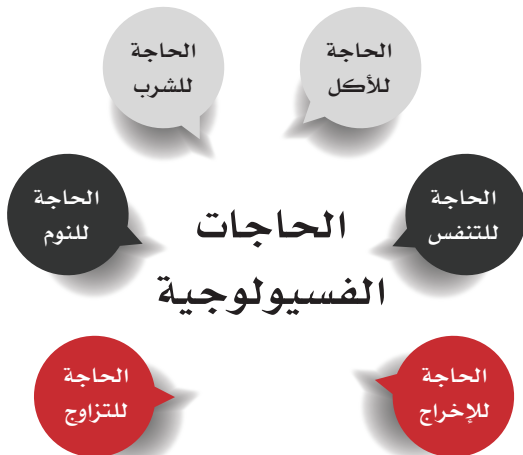 الحاجة
للأكل
الحاجة
للشرب
الحاجة
للتنفس
الحاجة
للنوم
الحاجات
الفسيولوجية
الحاجة
للإخراج
الحاجة
للتزاوج